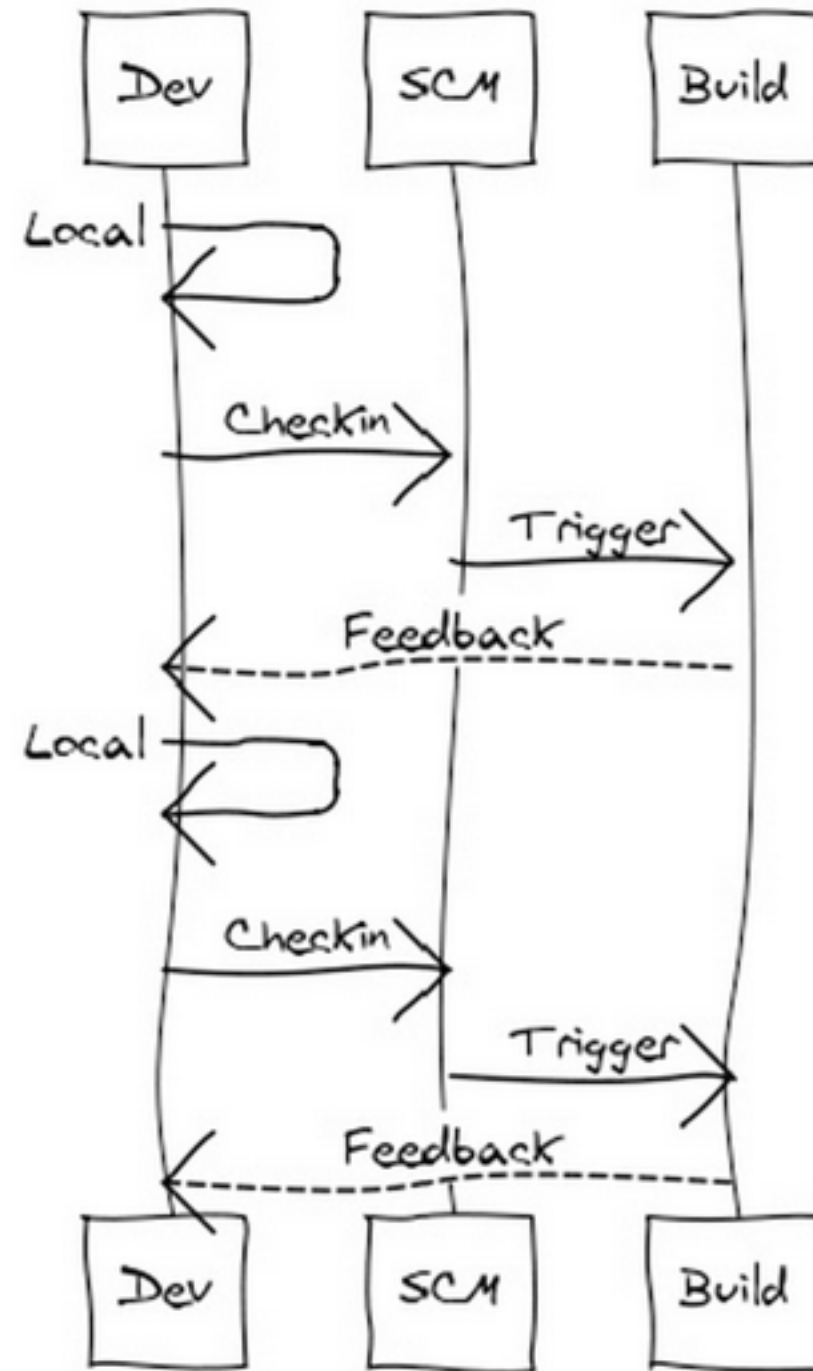 Dev SCM Build
Local
Checkin
Trigger
Feedback
Local
Checkin
Trigger
Feedback
Dev SCM Build